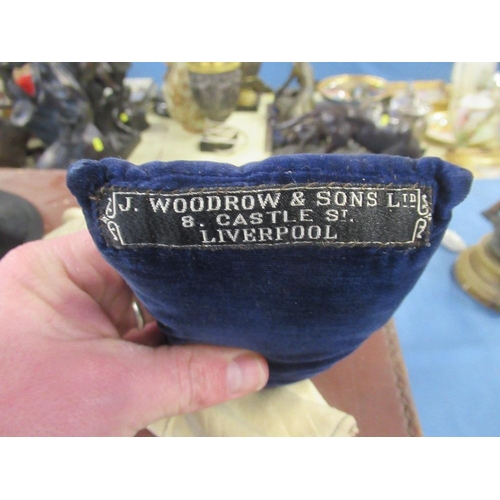 J. WOODROW & SONS LTD
8. CASTLE ST.
LIVERPOOL